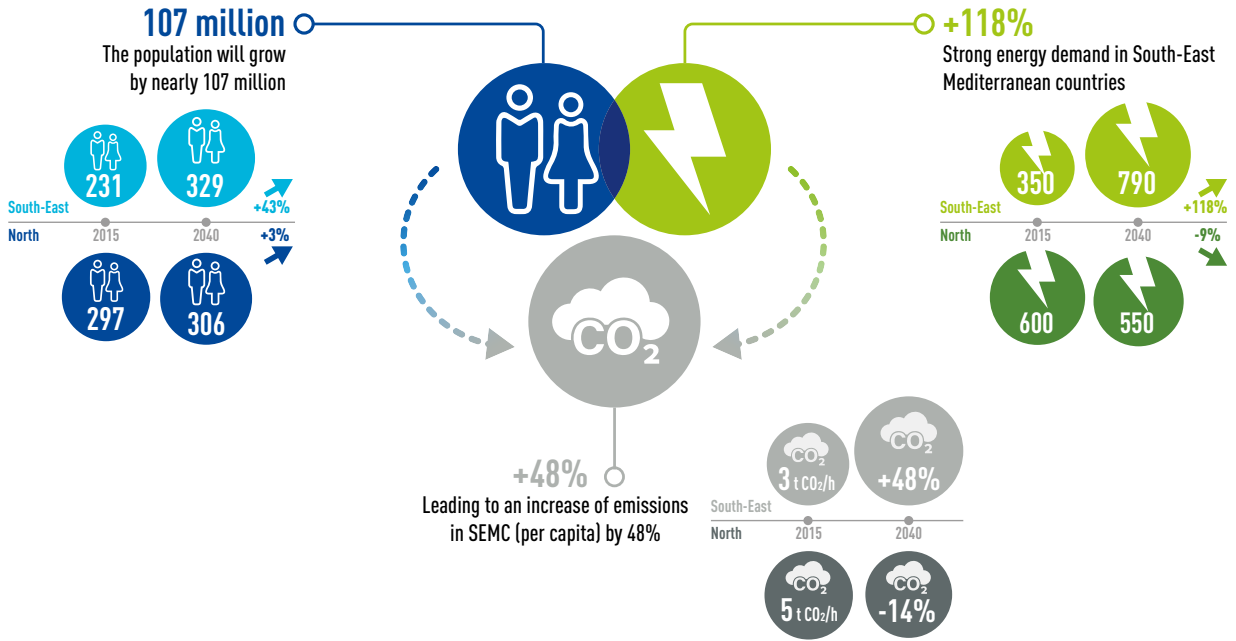 107 million
The population will grow
by nearly 107 million
231
329
South-East
+43%
North
2015
2040
+3%
297
306
+118%
Strong energy demand in South-East
Mediterranean countries
350
790
South-East
+118%
North
2015
2040
-9%
600
550
CO2
+48%
Leading to an increase of emissions
in SEMC (per capita) by 48%
CO2
3 t CO2/h
CO2
+48%
South-East
North
2015
2040
CO2
5 t CO2/h
CO2
-14%